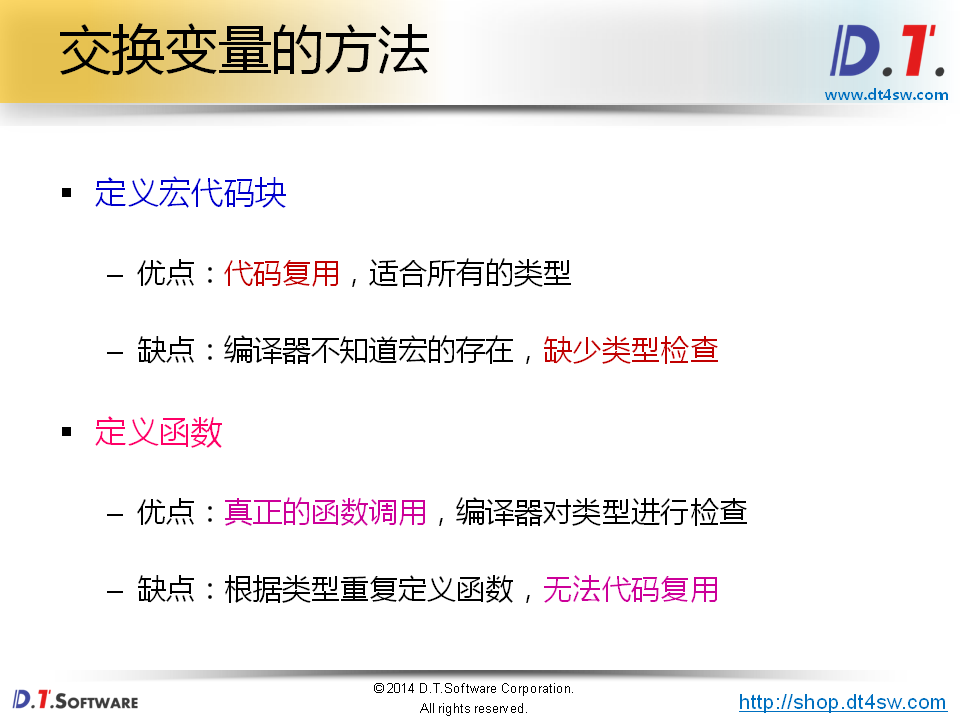 交换变量的方法
D.T.
www.dt4sw.com
▪ 定义宏代码块
– 优点：代码复用，适合所有的类型
– 缺点：编译器不知道宏的存在，缺少类型检查
▪ 定义函数
– 优点：真正的函数调用，编译器对类型进行检查
– 缺点：根据类型重复定义函数，无法代码复用
D.T.SOFTWARE
©2014 D.T.Software Corporation.
All rights reserved.
http://shop.dt4sw.com